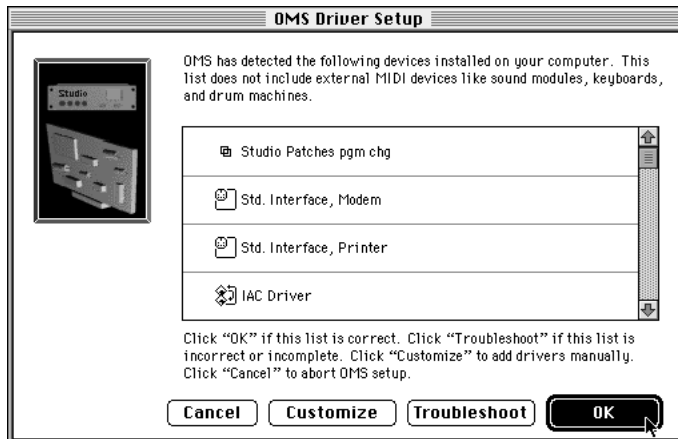 OMS Driver Setup
OMS has detected the following devices installed on your computer. This
list does not include external MIDI devices like sound modules, keyboards,
and drum machines.
Studio
Studio Patches pgm chg
Std. Interface, Modem
Std. Interface, Printer
IAC Driver
Click “OK” if this list is correct. Click “Troubleshoot” if this list is
incorrect or incomplete. Click “Customize” to add drivers manually.
Click “Cancel” to abort OMS setup.
Cancel Customize Troubleshoot OK